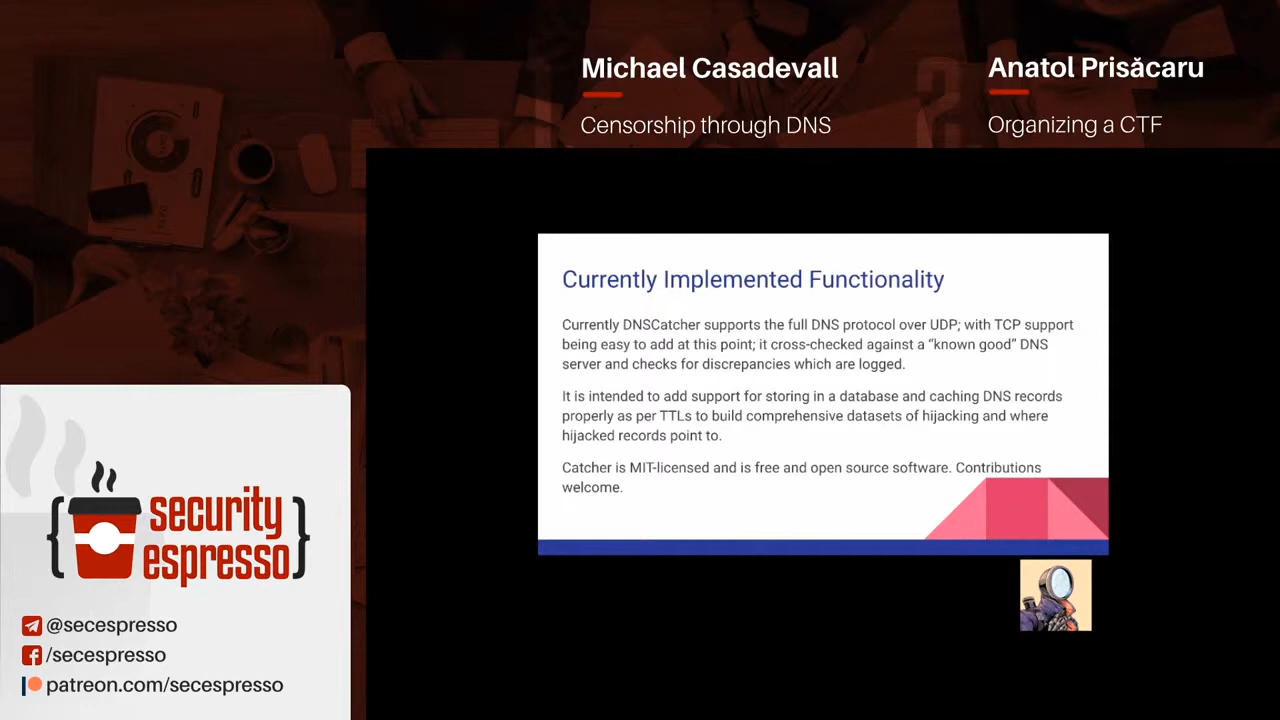 Michael Casadevall
Censorship through DNS
Anatol Prisăcaru
Organizing a CTF
Currently Implemented Functionality
Currently DNSCatcher supports the full DNS protocol over UDP; with TCP support
being easy to add at this point; it cross-checked against a “known good” DNS
server and checks for discrepancies which are logged.
It is intended to add support for storing in a database and caching DNS records
properly as per TTLs to build comprehensive datasets of hijacking and where
hijacked records point to.
Catcher is MIT-licensed and is free and open source software. Contributions
welcome.
{security
espresso}
@secespresso
/secespresso
patreon.com/secespresso